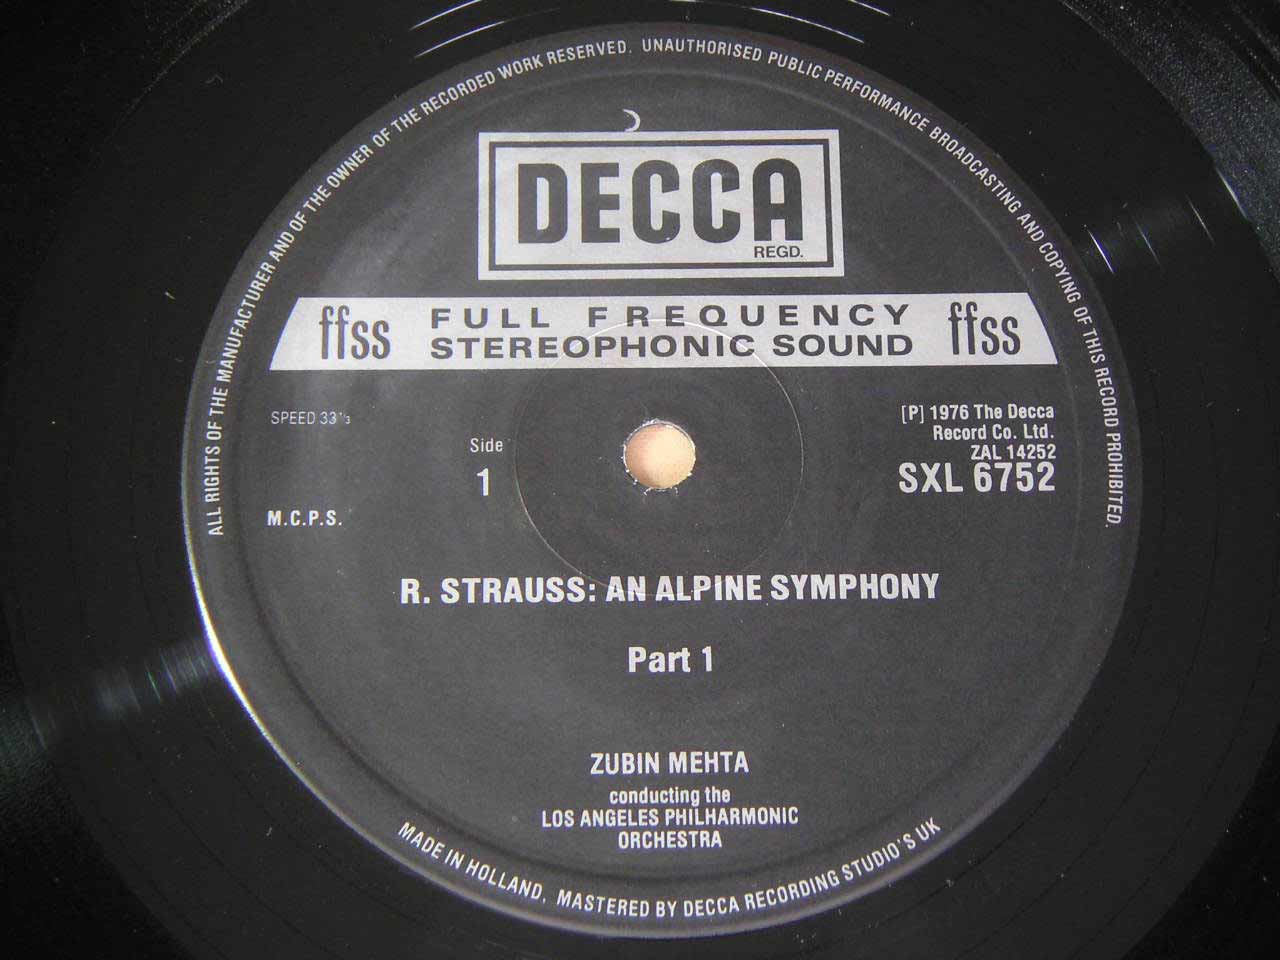 ALL RIGHTS OF THE MANUFACTURER AND OF THE OWNER OF THE RECORDED WORK RESERVED. UNAUTHORISED PUBLIC PERFORMANCE BROADCASTING AND COPYING OF THIS RECORD PROHIBITED.
DECCA
REGD.
ffss FULL FREQUENCY ffss
STEREOPHONIC SOUND
SPEED 33⅓
[P] 1976 The Decca
Record Co. Ltd.
ZAL 14252
SXL 6752
Side
1
M.C.P.S.
R. STRAUSS: AN ALPINE SYMPHONY
Part 1
ZUBIN MEHTA
conducting the
LOS ANGELES PHILHARMONIC
ORCHESTRA
MADE IN HOLLAND. MASTERED BY DECCA RECORDING STUDIO'S UK